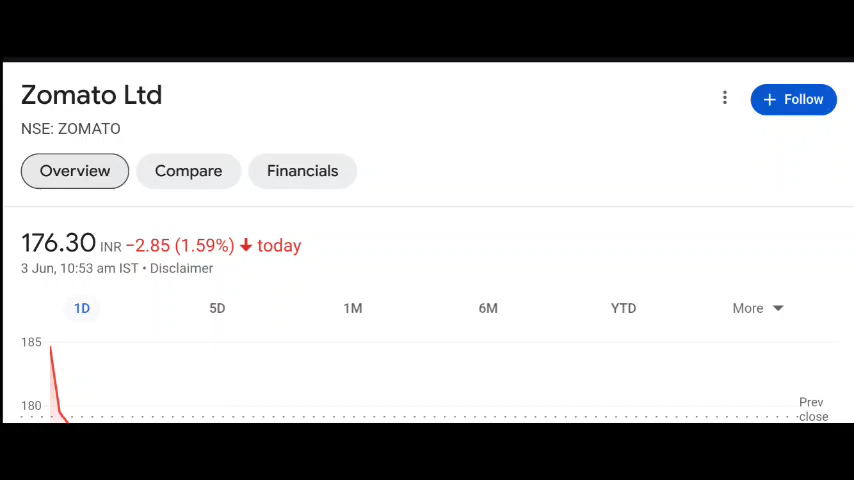 Zomato Ltd
+ Follow
NSE: ZOMATO
Overview Compare Financials
176.30 INR −2.85 (1.59%) ↓ today
3 Jun, 10:53 am IST • Disclaimer
1D 5D 1M 6M YTD More
185
180
Prev
close